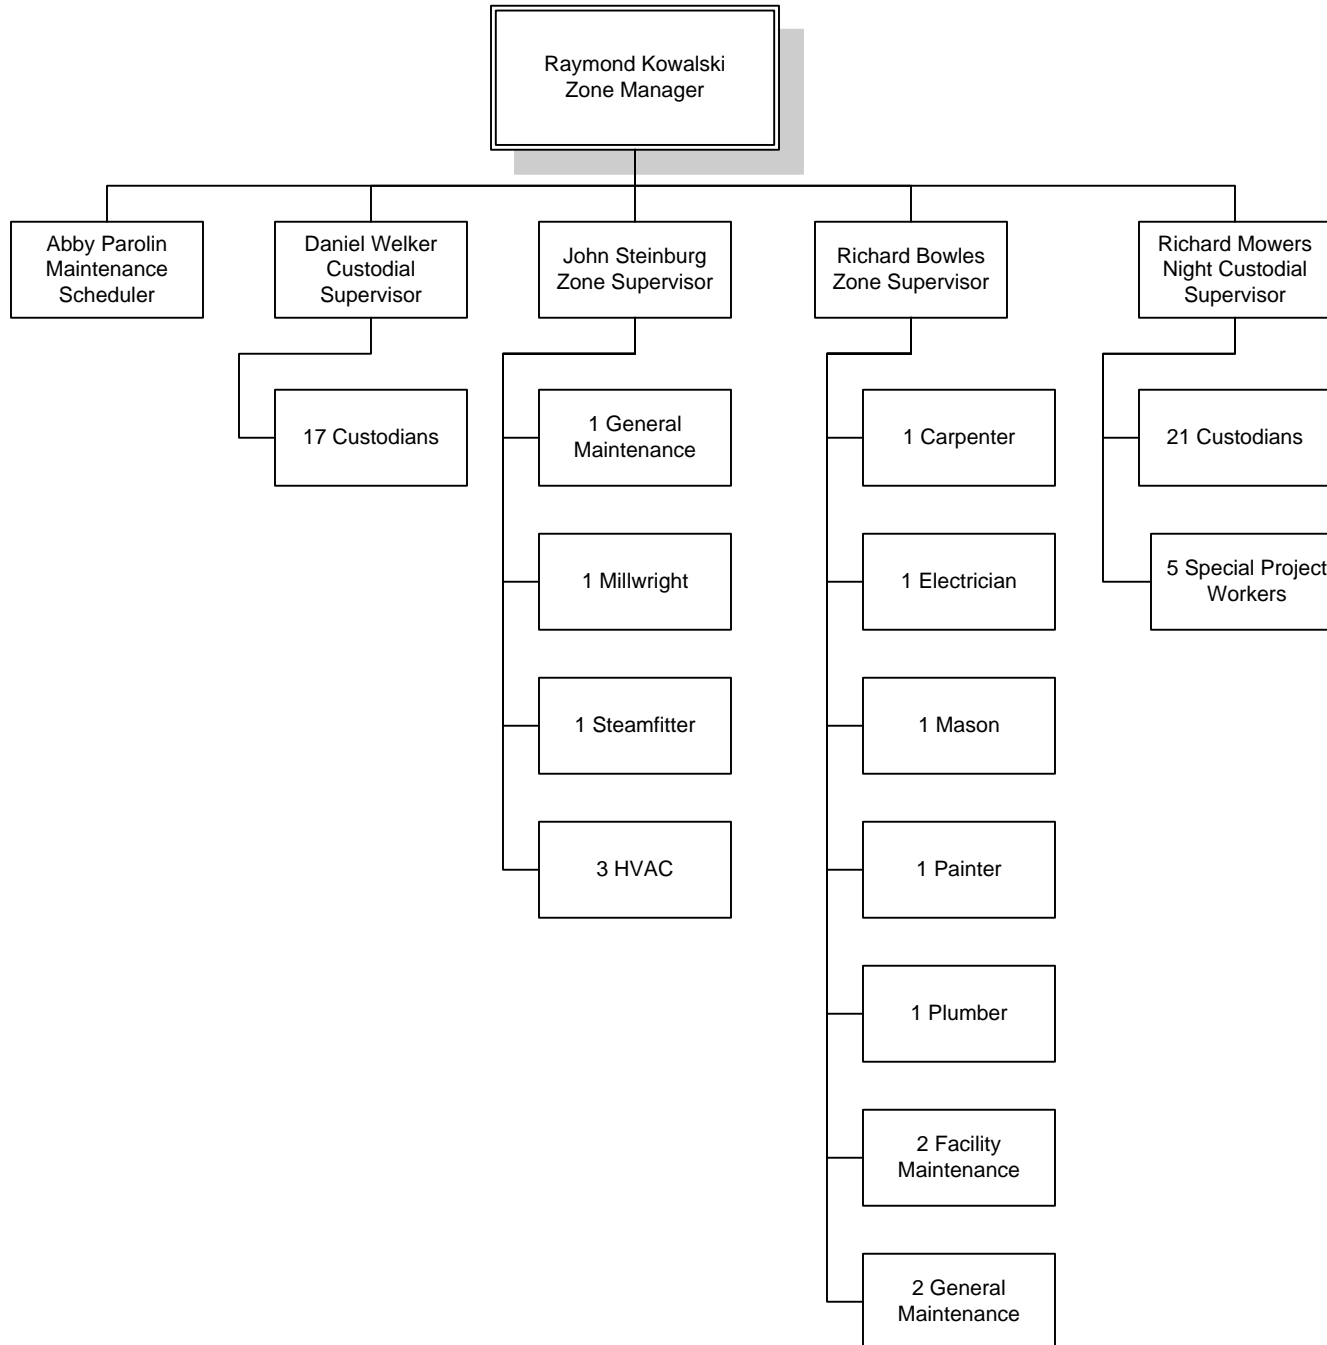 Raymond Kowalski
Zone Manager
Abby Parolin
Maintenance
Scheduler
Daniel Welker
Custodial
Supervisor
John Steinburg
Zone Supervisor
Richard Bowles
Zone Supervisor
Richard Mowers
Night Custodial
Supervisor
17 Custodians
1 General
Maintenance
1 Millwright
1 Steamfitter
3 HVAC
1 Carpenter
1 Electrician
1 Mason
1 Painter
1 Plumber
2 Facility
Maintenance
2 General
Maintenance
21 Custodians
5 Special Project
Workers